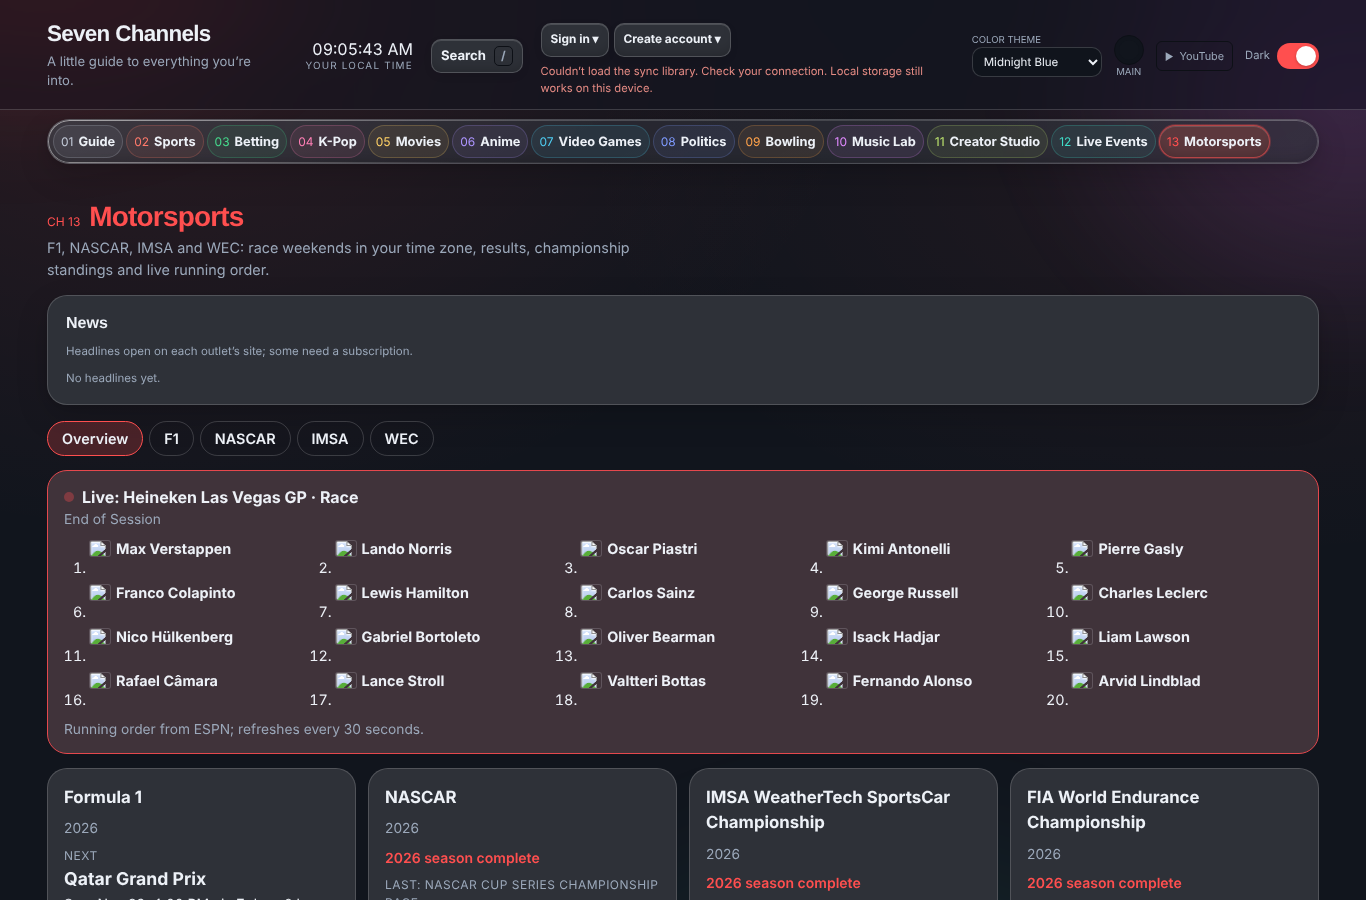 Seven Channels
A little guide to everything you’re
into.
09:05:43 AM
YOUR LOCAL TIME
Search /
Sign in ▾
Create account ▾
Couldn’t load the sync library. Check your connection. Local storage still
works on this device.
COLOR THEME
Midnight Blue
MAIN
▶ YouTube
Dark
01 Guide
02 Sports
03 Betting
04 K-Pop
05 Movies
06 Anime
07 Video Games
08 Politics
09 Bowling
10 Music Lab
11 Creator Studio
12 Live Events
13 Motorsports
CH 13 Motorsports
F1, NASCAR, IMSA and WEC: race weekends in your time zone, results, championship
standings and live running order.
News
Headlines open on each outlet’s site; some need a subscription.
No headlines yet.
Overview
F1
NASCAR
IMSA
WEC
Live: Heineken Las Vegas GP · Race
End of Session
1. Max Verstappen
2. Lando Norris
3. Oscar Piastri
4. Kimi Antonelli
5. Pierre Gasly
6. Franco Colapinto
7. Lewis Hamilton
8. Carlos Sainz
9. George Russell
10. Charles Leclerc
11. Nico Hülkenberg
12. Gabriel Bortoleto
13. Oliver Bearman
14. Isack Hadjar
15. Liam Lawson
16. Rafael Câmara
17. Lance Stroll
18. Valtteri Bottas
19. Fernando Alonso
20. Arvid Lindblad
Running order from ESPN; refreshes every 30 seconds.
Formula 1
2026
NEXT
Qatar Grand Prix
NASCAR
2026
2026 season complete
LAST: NASCAR CUP SERIES CHAMPIONSHIP
IMSA WeatherTech SportsCar
Championship
2026
2026 season complete
FIA World Endurance
Championship
2026
2026 season complete